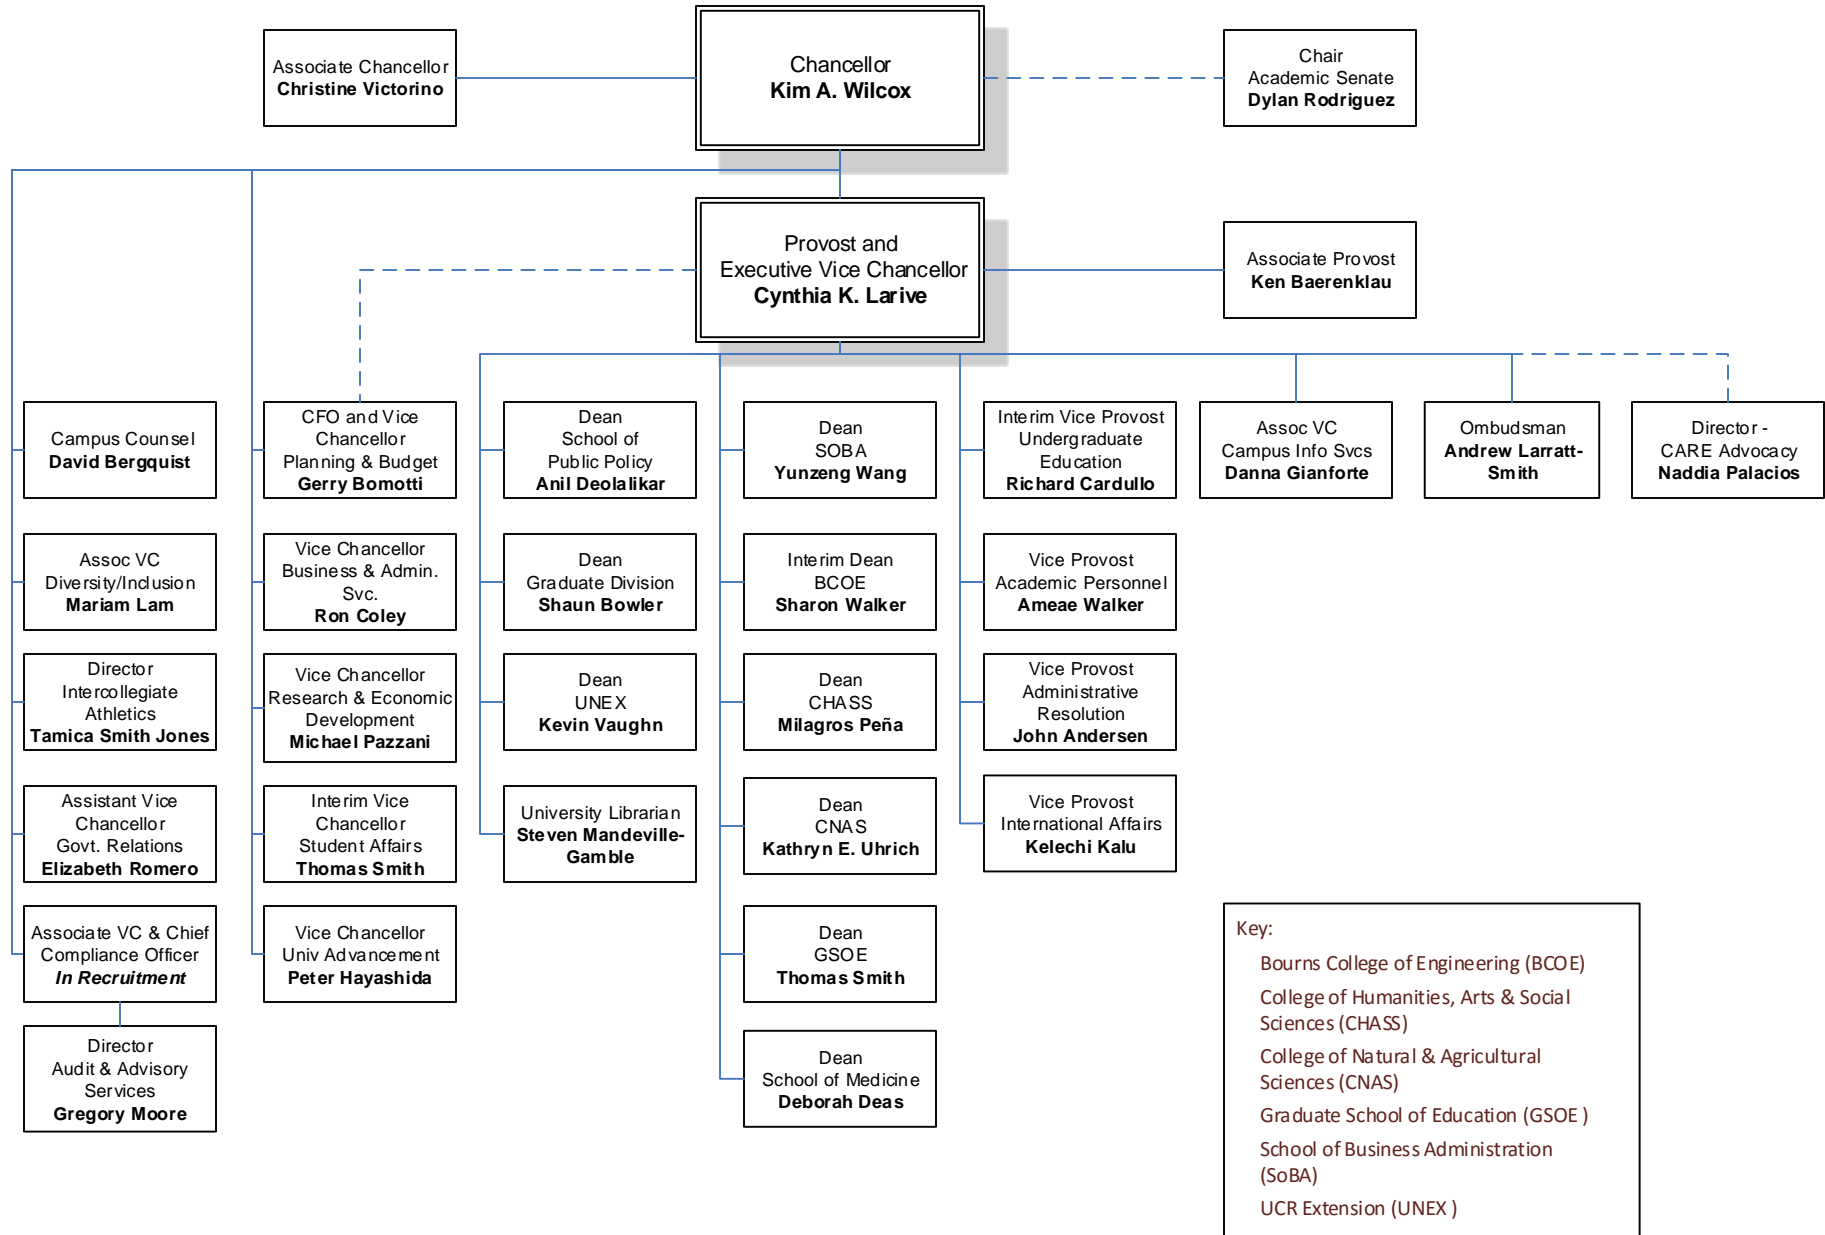 Associate Chancellor
Christine Victorino
Chancellor
Kim A. Wilcox
Chair
Academic Senate
Dylan Rodriguez
Provost and
Executive Vice Chancellor
Cynthia K. Larive
Associate Provost
Ken Baerenklau
Campus Counsel
David Bergquist
CFO and Vice
Chancellor
Planning & Budget
Gerry Bomotti
Dean
School of
Public Policy
Anil Deolalikar
Dean
SOBA
Yunzeng Wang
Interim Vice Provost
Undergraduate
Education
Richard Cardullo
Assoc VC
Campus Info Svcs
Danna Gianforte
Ombudsman
Andrew Larratt-
Smith
Director -
CARE Advocacy
Naddia Palacios
Assoc VC
Diversity/Inclusion
Mariam Lam
Vice Chancellor
Business & Admin.
Svc.
Ron Coley
Dean
Graduate Division
Shaun Bowler
Interim Dean
BCOE
Sharon Walker
Vice Provost
Academic Personnel
Ameae Walker
Director
Intercollegiate
Athletics
Tamica Smith Jones
Vice Chancellor
Research & Economic
Development
Michael Pazzani
Dean
UNEX
Kevin Vaughn
Dean
CHASS
Milagros Peña
Vice Provost
Administrative
Resolution
John Andersen
Assistant Vice
Chancellor
Govt. Relations
Elizabeth Romero
Interim Vice
Chancellor
Student Affairs
Thomas Smith
University Librarian
Steven Mandeville-
Gamble
Dean
CNAS
Kathryn E. Uhrich
Vice Provost
International Affairs
Kelechi Kalu
Associate VC & Chief
Compliance Officer
In Recruitment
Vice Chancellor
Univ Advancement
Peter Hayashida
Dean
GSOE
Thomas Smith
Director
Audit & Advisory
Services
Gregory Moore
Dean
School of Medicine
Deborah Deas
Key:
Bourns College of Engineering (BCOE)
College of Humanities, Arts & Social
Sciences (CHASS)
College of Natural & Agricultural
Sciences (CNAS)
Graduate School of Education (GSOE )
School of Business Administration
(SoBA)
UCR Extension (UNEX )